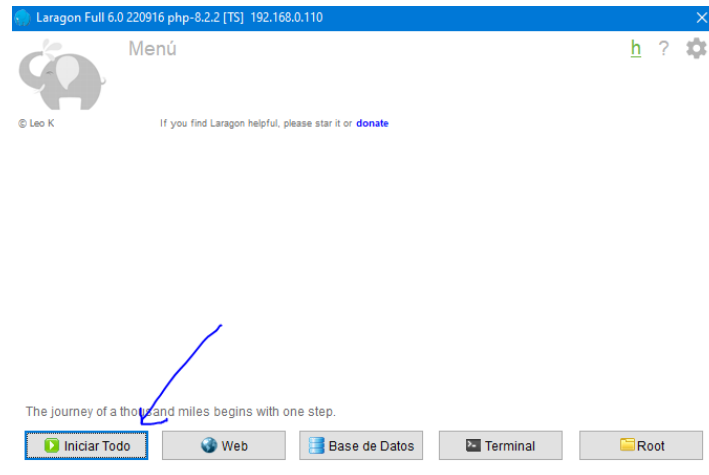 Laragon Full 6.0 220916 php-8.2.2 [TS] 192.168.0.110
Menú
h ?
© Leo K
If you find Laragon helpful, please star it or donate
The journey of a thousand miles begins with one step.
Iniciar Todo
Web
Base de Datos
Terminal
Root